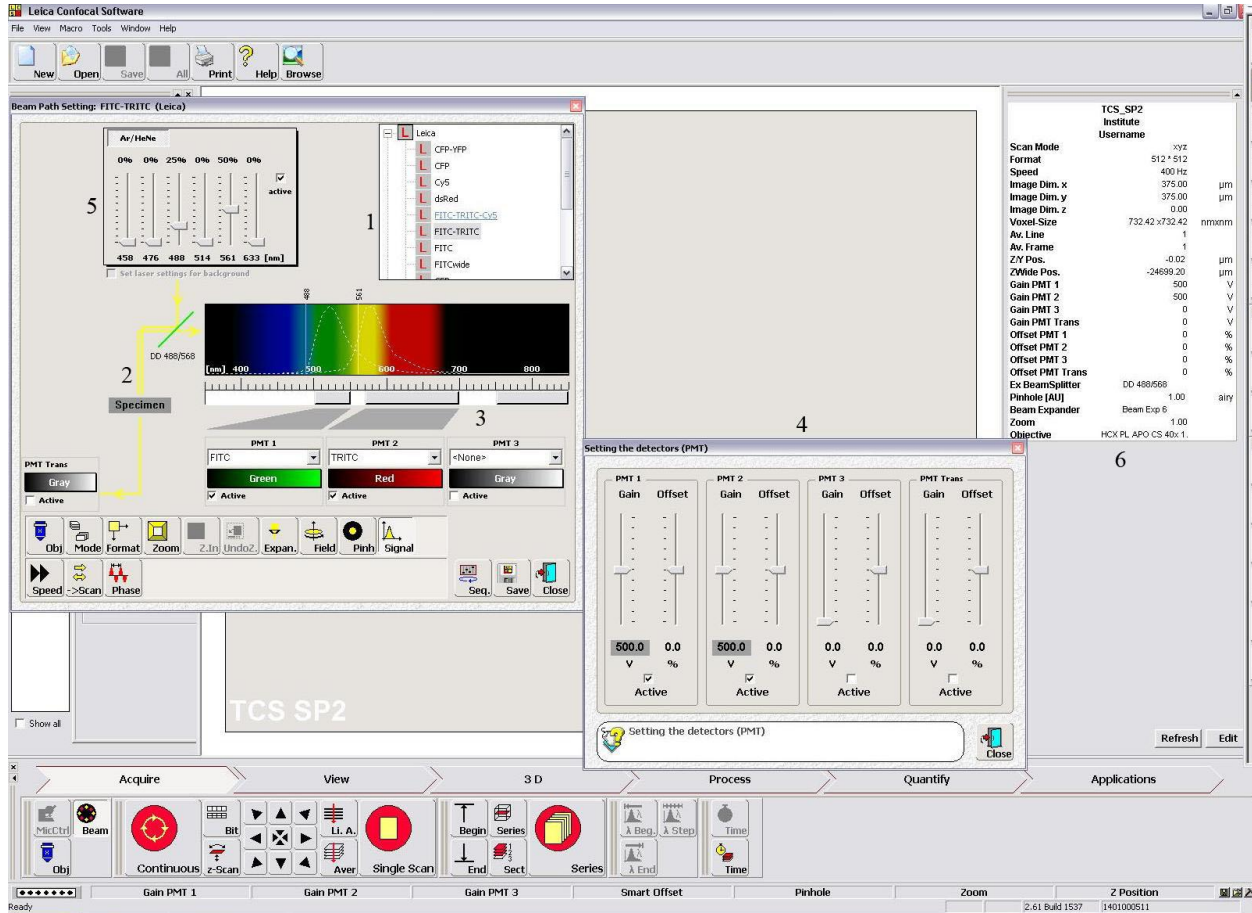 Leica Confocal Software
File View Macro Tools Window Help
New Open Save All Print Help Browse
Beam Path Setting: FITC-TRITC (Leica)
Ar/HeNe
0% 0% 25% 0% 50% 0%
active
5
458 476 488 514 561 633 [nm]
Set laser settings for background
1
Leica
CFP-YFP
CFP
Cy5
dsRed
FITC-TRITC-Cy5
FITC-TRITC
FITC
FITCwide
488 561
DD 488/568
[nm] 400 500 600 700 800
2
Specimen
3
PMT 1 PMT 2 PMT 3
FITC TRITC <None>
Green Red Gray
Active Active Active
PMT Trans
Gray
Active
Obj Mode Format Zoom Z.In Undo2. Expan. Field Pinh Signal
Speed ->Scan Phase Seq. Save Close
Show all
TCS SP2
4
Setting the detectors (PMT)
PMT 1 PMT 2 PMT 3 PMT Trans
Gain Offset Gain Offset Gain Offset Gain Offset
500.0 0.0 500.0 0.0 0.0 0.0 0.0 0.0
V % V % V % V %
Active Active Active Active
Setting the detectors (PMT)
Close
TCS_SP2
Institute
Username
Scan Mode xyz
Format 512 * 512
Speed 400 Hz
Image Dim. x 375.00 µm
Image Dim. y 375.00 µm
Image Dim. z 0.00
Voxel-Size 732.42 x732.42 nmxnm
Av. Line 1
Av. Frame 1
Z/Y Pos. -0.02 µm
ZWide Pos. -24699.20 µm
Gain PMT 1 500 V
Gain PMT 2 500 V
Gain PMT 3 0 V
Gain PMT Trans 0 V
Offset PMT 1 0 %
Offset PMT 2 0 %
Offset PMT 3 0 %
Offset PMT Trans 0 %
Ex BeamSplitter DD 488/568
Pinhole [AU] 1.00 airy
Beam Expander Beam Exp 6
Zoom 1.00
Objective HCX PL APO CS 40x 1.
6
Refresh Edit
Acquire View 3 D Process Quantify Applications
MicCtrl Beam Bit Li. A. Begin Series λ Beg. λ Step Time
Obj Continuous z-Scan Aver Single Scan End Sect Series λ End Time
Gain PMT 1 Gain PMT 2 Gain PMT 3 Smart Offset Pinhole Zoom Z Position
Ready 2.61 Build 1537 1401000511